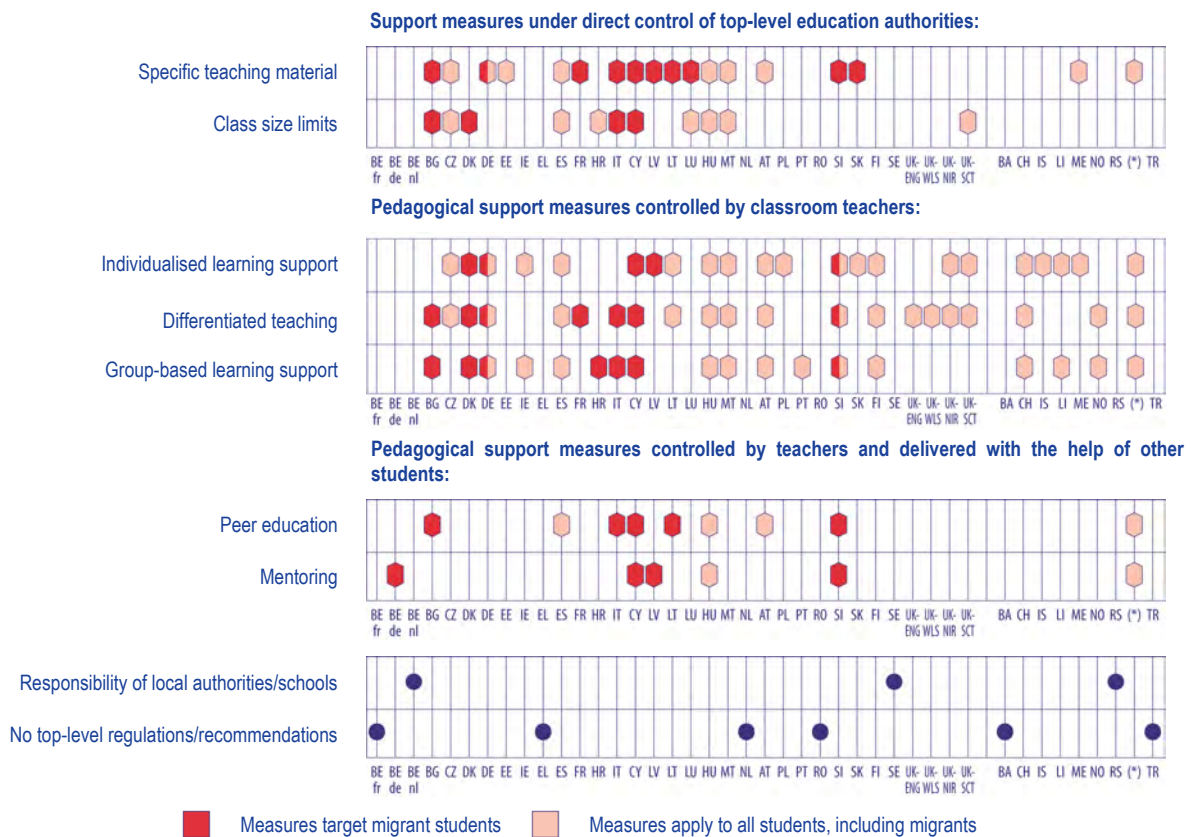 Support measures under direct control of top-level education authorities:
Specific teaching material
Class size limits
BE BE BE BG CZ DK DE EE IE EL ES FR HR IT CY LV LT LU HU MT NL AT PL PT RO SI SK FI SE UK- UK- UK- UK- BA CH IS LI ME NO RS (*) TR
fr de nl ENG WLS NIR SCT
Pedagogical support measures controlled by classroom teachers:
Individualised learning support
Differentiated teaching
Group-based learning support
BE BE BE BG CZ DK DE EE IE EL ES FR HR IT CY LV LT LU HU MT NL AT PL PT RO SI SK FI SE UK- UK- UK- UK- BA CH IS LI ME NO RS (*) TR
fr de nl ENG WLS NIR SCT
Pedagogical support measures controlled by teachers and delivered with the help of other
students:
Peer education
Mentoring
BE BE BE BG CZ DK DE EE IE EL ES FR HR IT CY LV LT LU HU MT NL AT PL PT RO SI SK FI SE UK- UK- UK- UK- BA CH IS LI ME NO RS (*) TR
fr de nl ENG WLS NIR SCT
Responsibility of local authorities/schools
No top-level regulations/recommendations
BE BE BE BG CZ DK DE EE IE EL ES FR HR IT CY LV LT LU HU MT NL AT PL PT RO SI SK FI SE UK- UK- UK- UK- BA CH IS LI ME NO RS (*) TR
fr de nl ENG WLS NIR SCT
Measures target migrant students Measures apply to all students, including migrants